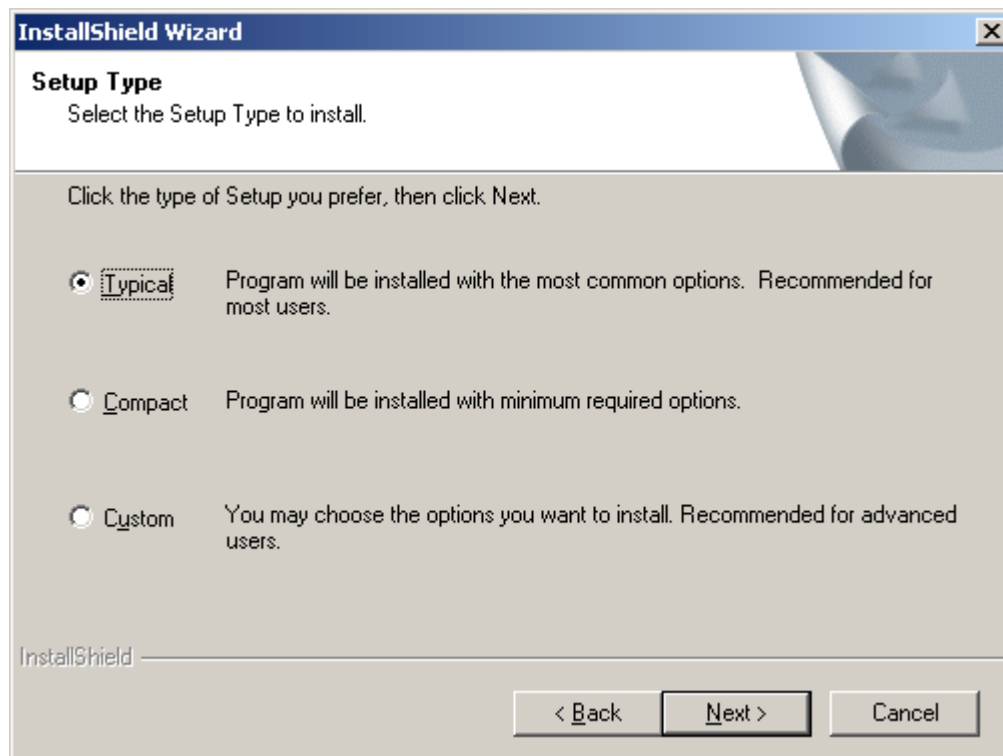 InstallShield Wizard
Setup Type
Select the Setup Type to install.
Click the type of Setup you prefer, then click Next.
Typical Program will be installed with the most common options.  Recommended for
most users.
Compact Program will be installed with minimum required options.
Custom You may choose the options you want to install. Recommended for advanced
users.
InstallShield
< Back Next > Cancel